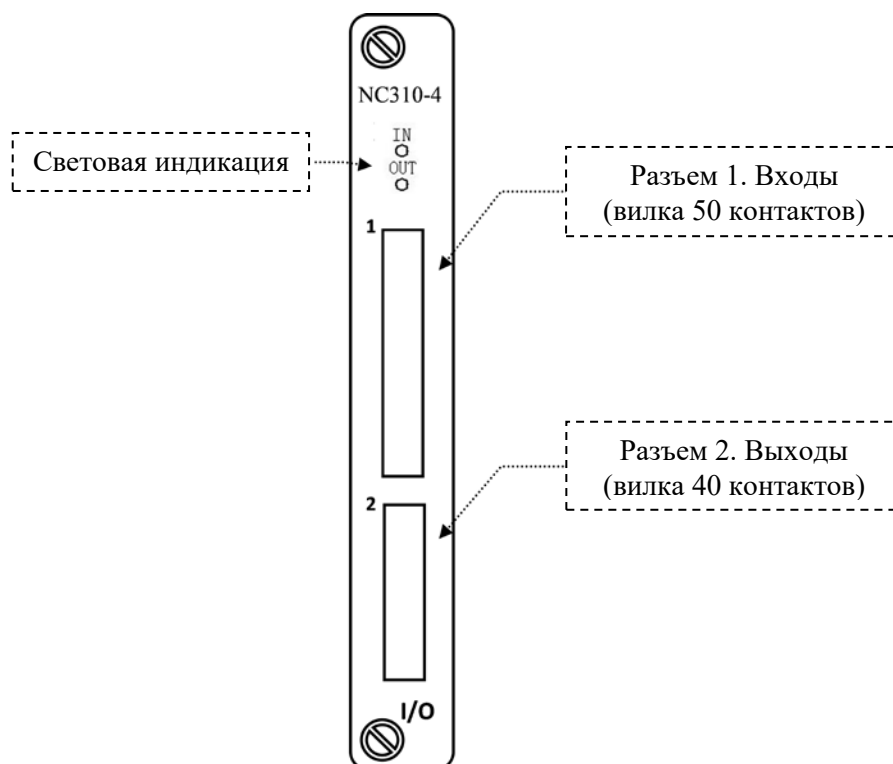 NC310-4
IN
OUT
Световая индикация
Разъем 1. Входы
(вилка 50 контактов)
1
Разъем 2. Выходы
(вилка 40 контактов)
2
I/O